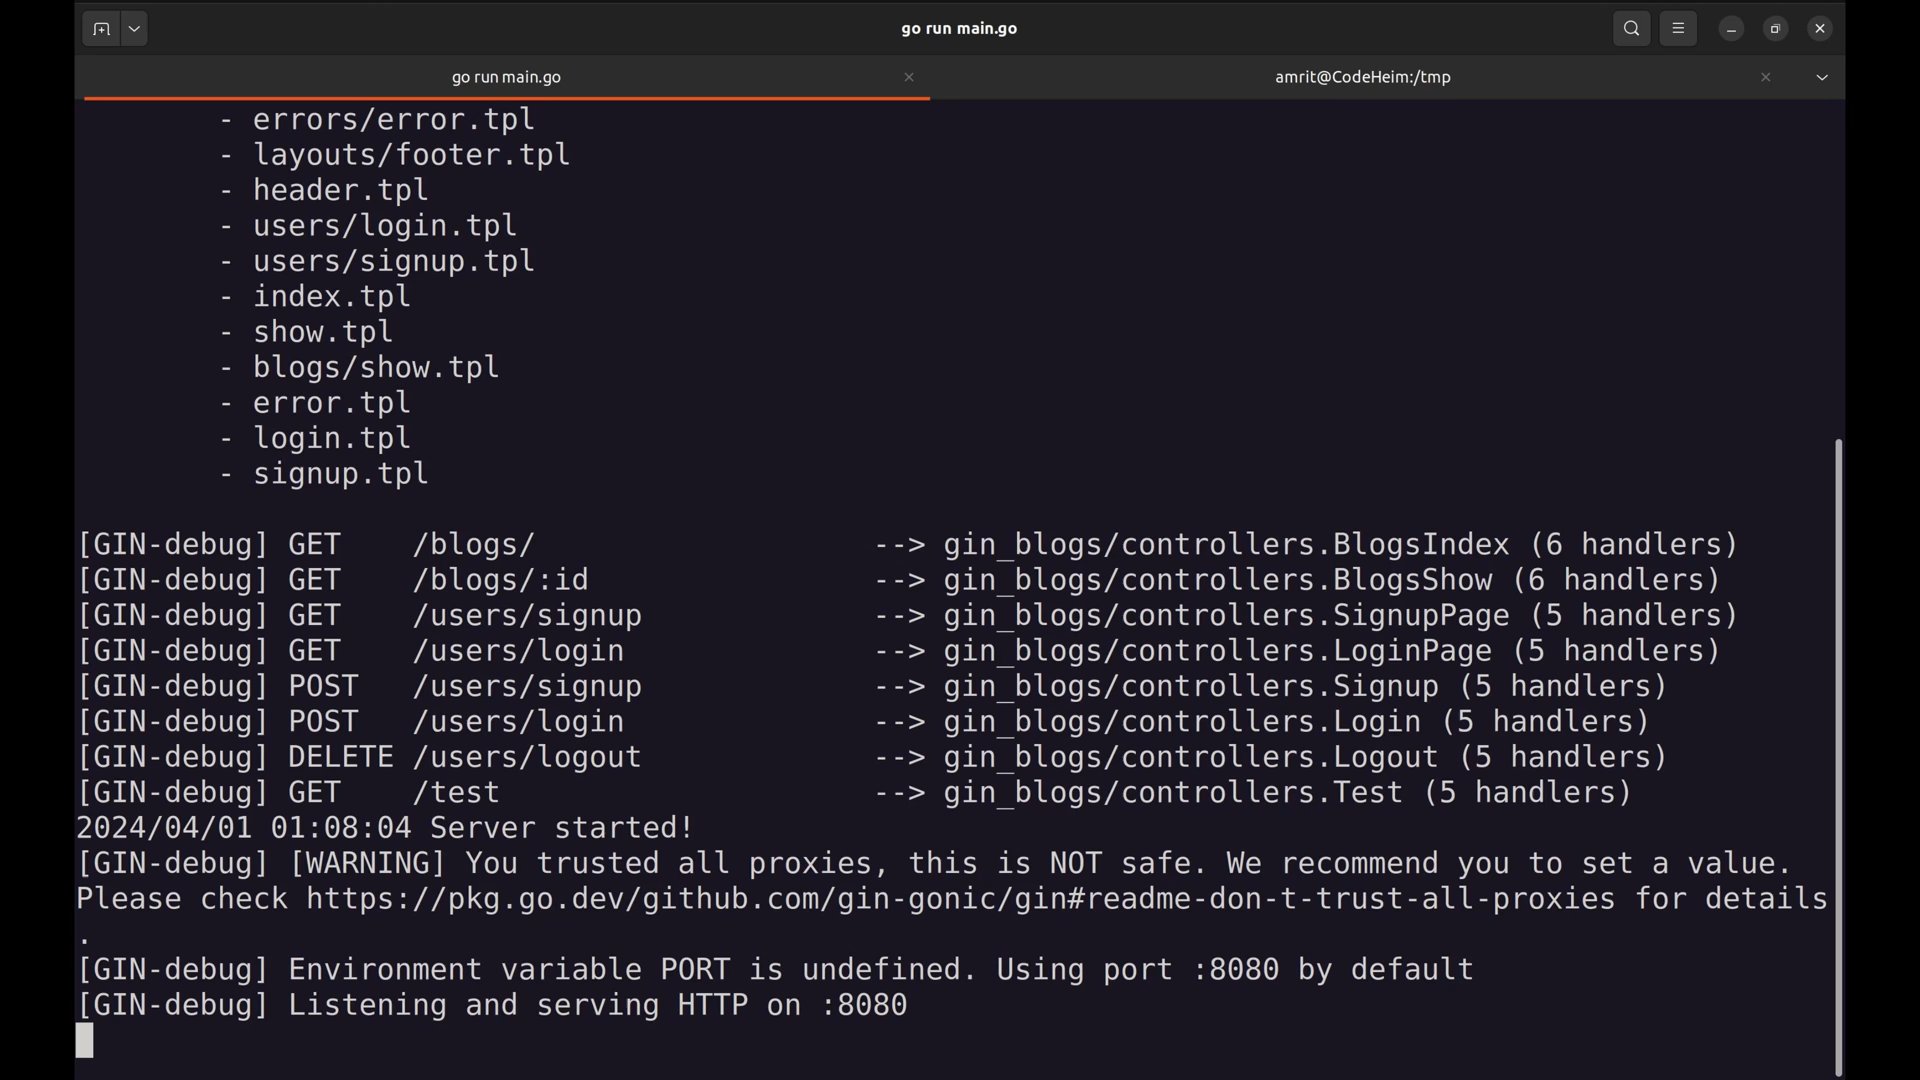 go run main.go
go run main.go
amrit@CodeHeim:/tmp
- errors/error.tpl
- layouts/footer.tpl
- header.tpl
- users/login.tpl
- users/signup.tpl
- index.tpl
- show.tpl
- blogs/show.tpl
- error.tpl
- login.tpl
- signup.tpl
[GIN-debug] GET    /blogs/                   --> gin_blogs/controllers.BlogsIndex (6 handlers)
[GIN-debug] GET    /blogs/:id                --> gin_blogs/controllers.BlogsShow (6 handlers)
[GIN-debug] GET    /users/signup             --> gin_blogs/controllers.SignupPage (5 handlers)
[GIN-debug] GET    /users/login              --> gin_blogs/controllers.LoginPage (5 handlers)
[GIN-debug] POST   /users/signup             --> gin_blogs/controllers.Signup (5 handlers)
[GIN-debug] POST   /users/login              --> gin_blogs/controllers.Login (5 handlers)
[GIN-debug] DELETE /users/logout             --> gin_blogs/controllers.Logout (5 handlers)
[GIN-debug] GET    /test                     --> gin_blogs/controllers.Test (5 handlers)
2024/04/01 01:08:04 Server started!
[GIN-debug] [WARNING] You trusted all proxies, this is NOT safe. We recommend you to set a value.
Please check https://pkg.go.dev/github.com/gin-gonic/gin#readme-don-t-trust-all-proxies for details
.
[GIN-debug] Environment variable PORT is undefined. Using port :8080 by default
[GIN-debug] Listening and serving HTTP on :8080